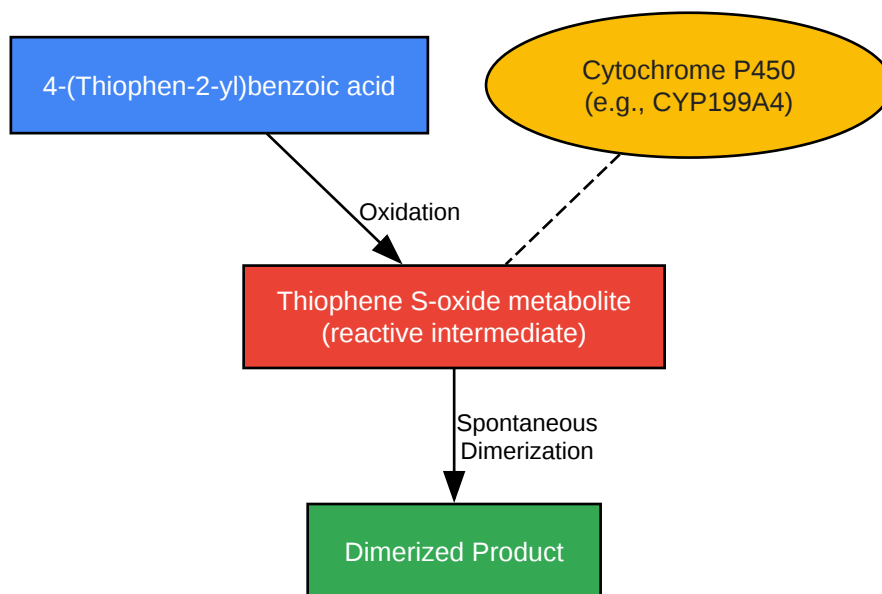 4-(Thiophen-2-yl)benzoic acid
Cytochrome P450
(e.g., CYP199A4)
Oxidation
Thiophene S-oxide metabolite
(reactive intermediate)
Spontaneous
Dimerization
Dimerized Product